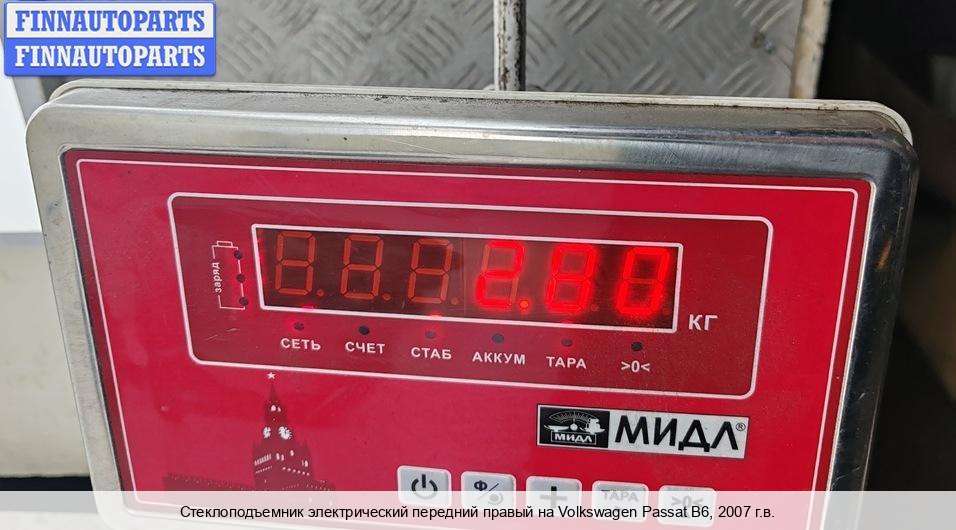 FINNAUTOPARTS
FINNAUTOPARTS
заряд
2.80
КГ
СЕТЬ СЧЕТ СТАБ АККУМ ТАРА >0<
МИДЛ МИДЛ®
Ф
ТАРА >0<
Стеклоподъемник электрический передний правый на Volkswagen Passat B6, 2007 г.в.